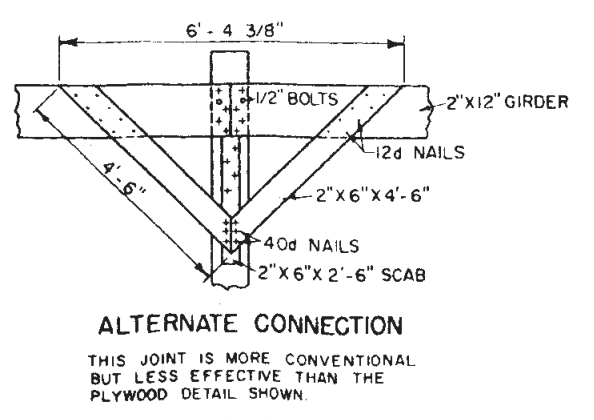 6'- 4 3/8"
1/2" BOLTS
2"X12" GIRDER
12d NAILS
4'-6"
2"X6"X4'-6"
40d NAILS
2"X6"X2'-6" SCAB
ALTERNATE CONNECTION
THIS JOINT IS MORE CONVENTIONAL
BUT LESS EFFECTIVE THAN THE
PLYWOOD DETAIL SHOWN.